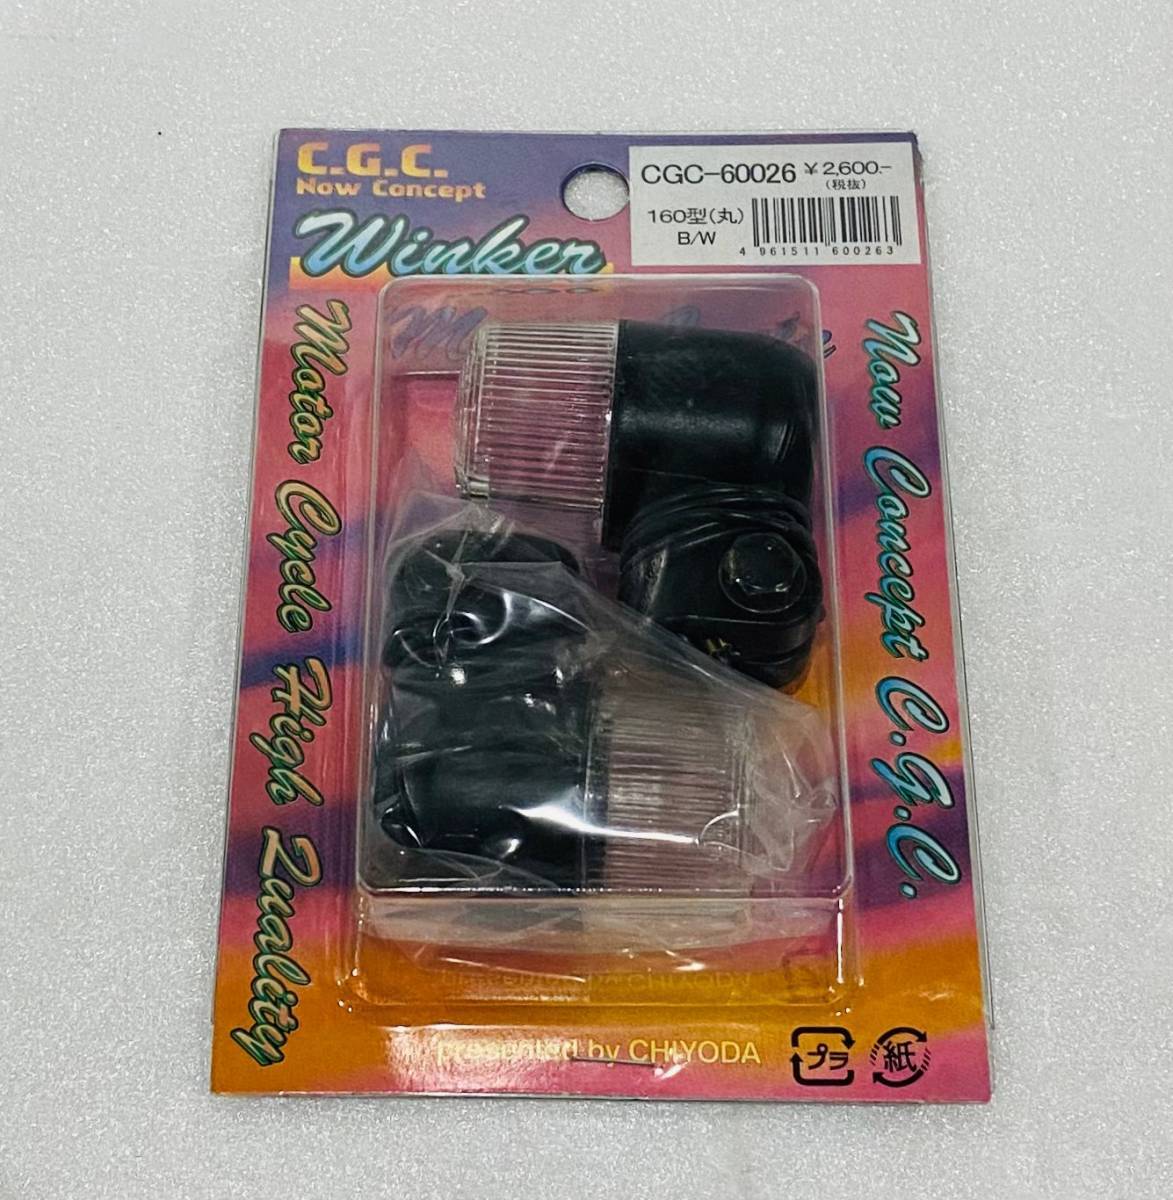 C.G.C.
Now Concept
Winker
CGC-60026 ¥2,600.-
(税抜)
160型(丸)
B/W
4 961511 600263
Motor Cycle High Quality
Now Concept C.G.C.
presented by CHIYODA
プラ
紙